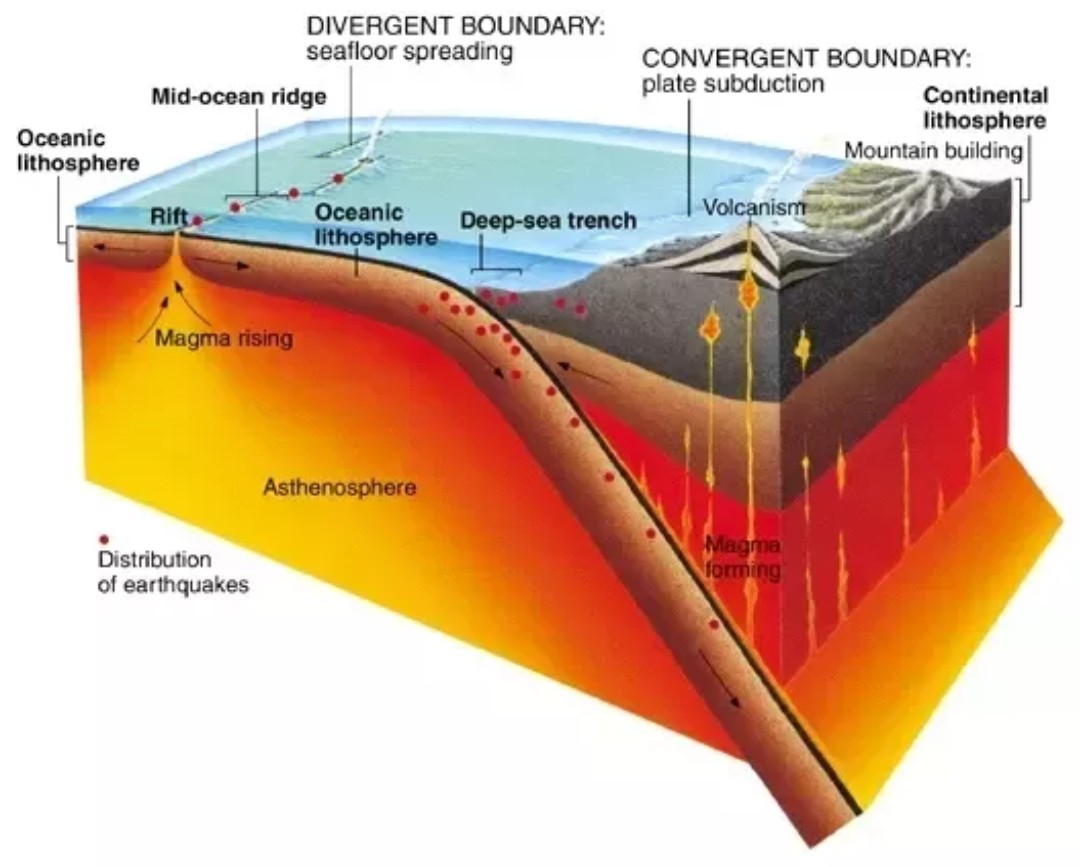 DIVERGENT BOUNDARY:
seafloor spreading
CONVERGENT BOUNDARY:
plate subduction
Mid-ocean ridge
Continental
lithosphere
Oceanic
lithosphere
Mountain building
Rift
Oceanic
lithosphere
Deep-sea trench
Volcanism
Magma rising
Asthenosphere
Magma
forming
Distribution
of earthquakes